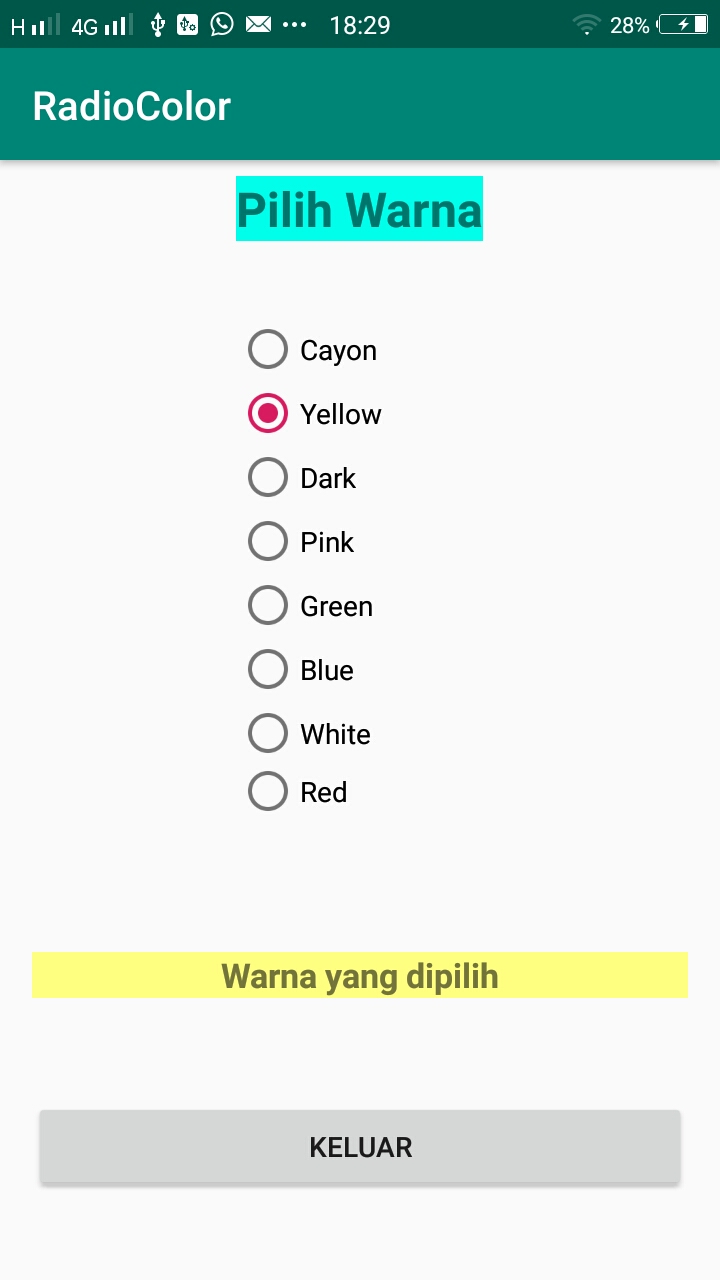 H 4G 18:29 28%
RadioColor
Pilih Warna
Cayon
Yellow
Dark
Pink
Green
Blue
White
Red
Warna yang dipilih
KELUAR